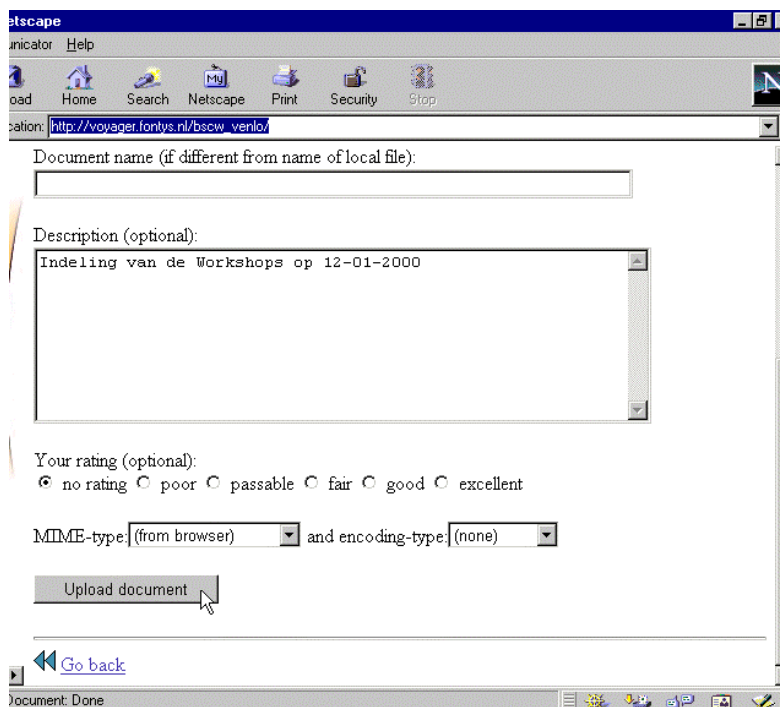 etscape
unicator Help
oad Home Search Netscape Print Security Stop
cation: http://voyager.fontys.nl/bscw_venlo/
Document name (if different from name of local file):
Description (optional):
Indeling van de Workshops op 12-01-2000
Your rating (optional):
no rating poor passable fair good excellent
MIME-type: (from browser) and encoding-type: (none)
Upload document
Go back
Document: Done